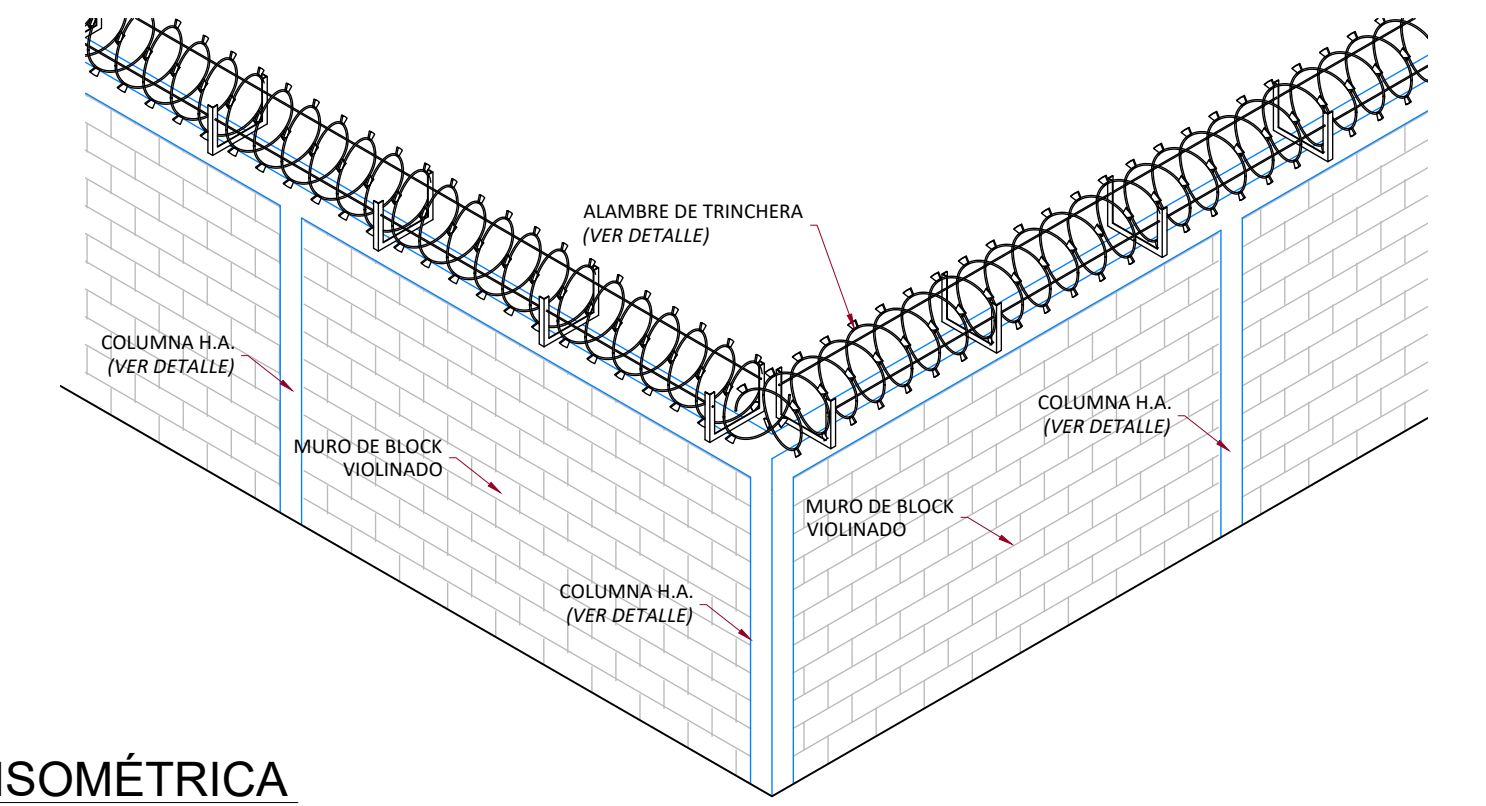 ALAMBRE DE TRINCHERA
(VER DETALLE)
COLUMNA H.A.
(VER DETALLE)
COLUMNA H.A.
(VER DETALLE)
MURO DE BLOCK
VIOLINADO
MURO DE BLOCK
VIOLINADO
COLUMNA H.A.
(VER DETALLE)
ISOMÉTRICA